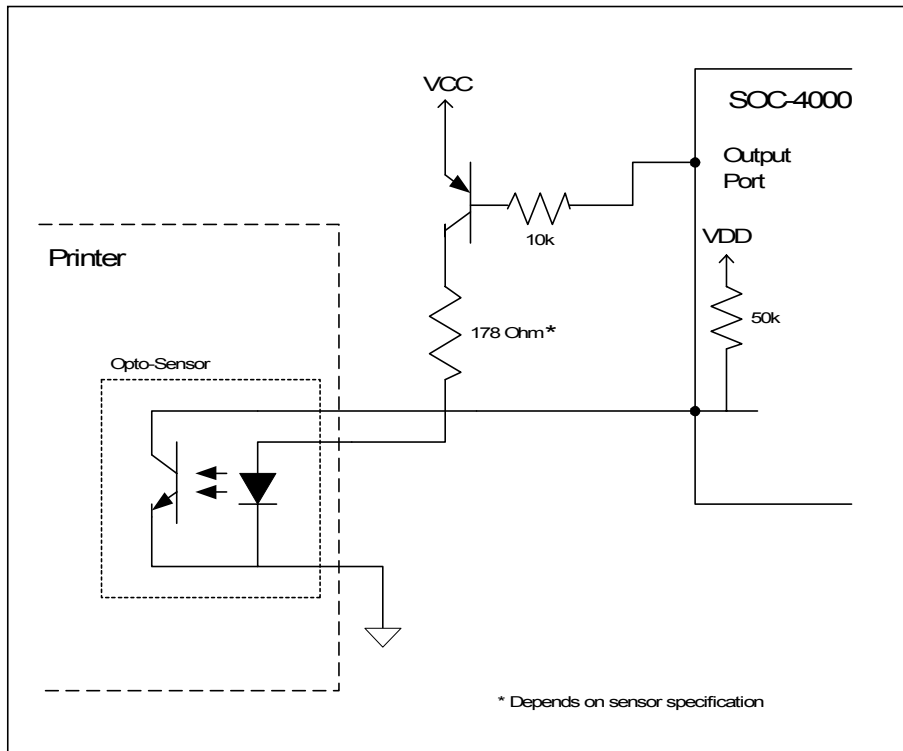 VCC
SOC-4000
Output
Port
10k
VDD
Printer
178 Ohm*
50k
Opto-Sensor
* Depends on sensor specification